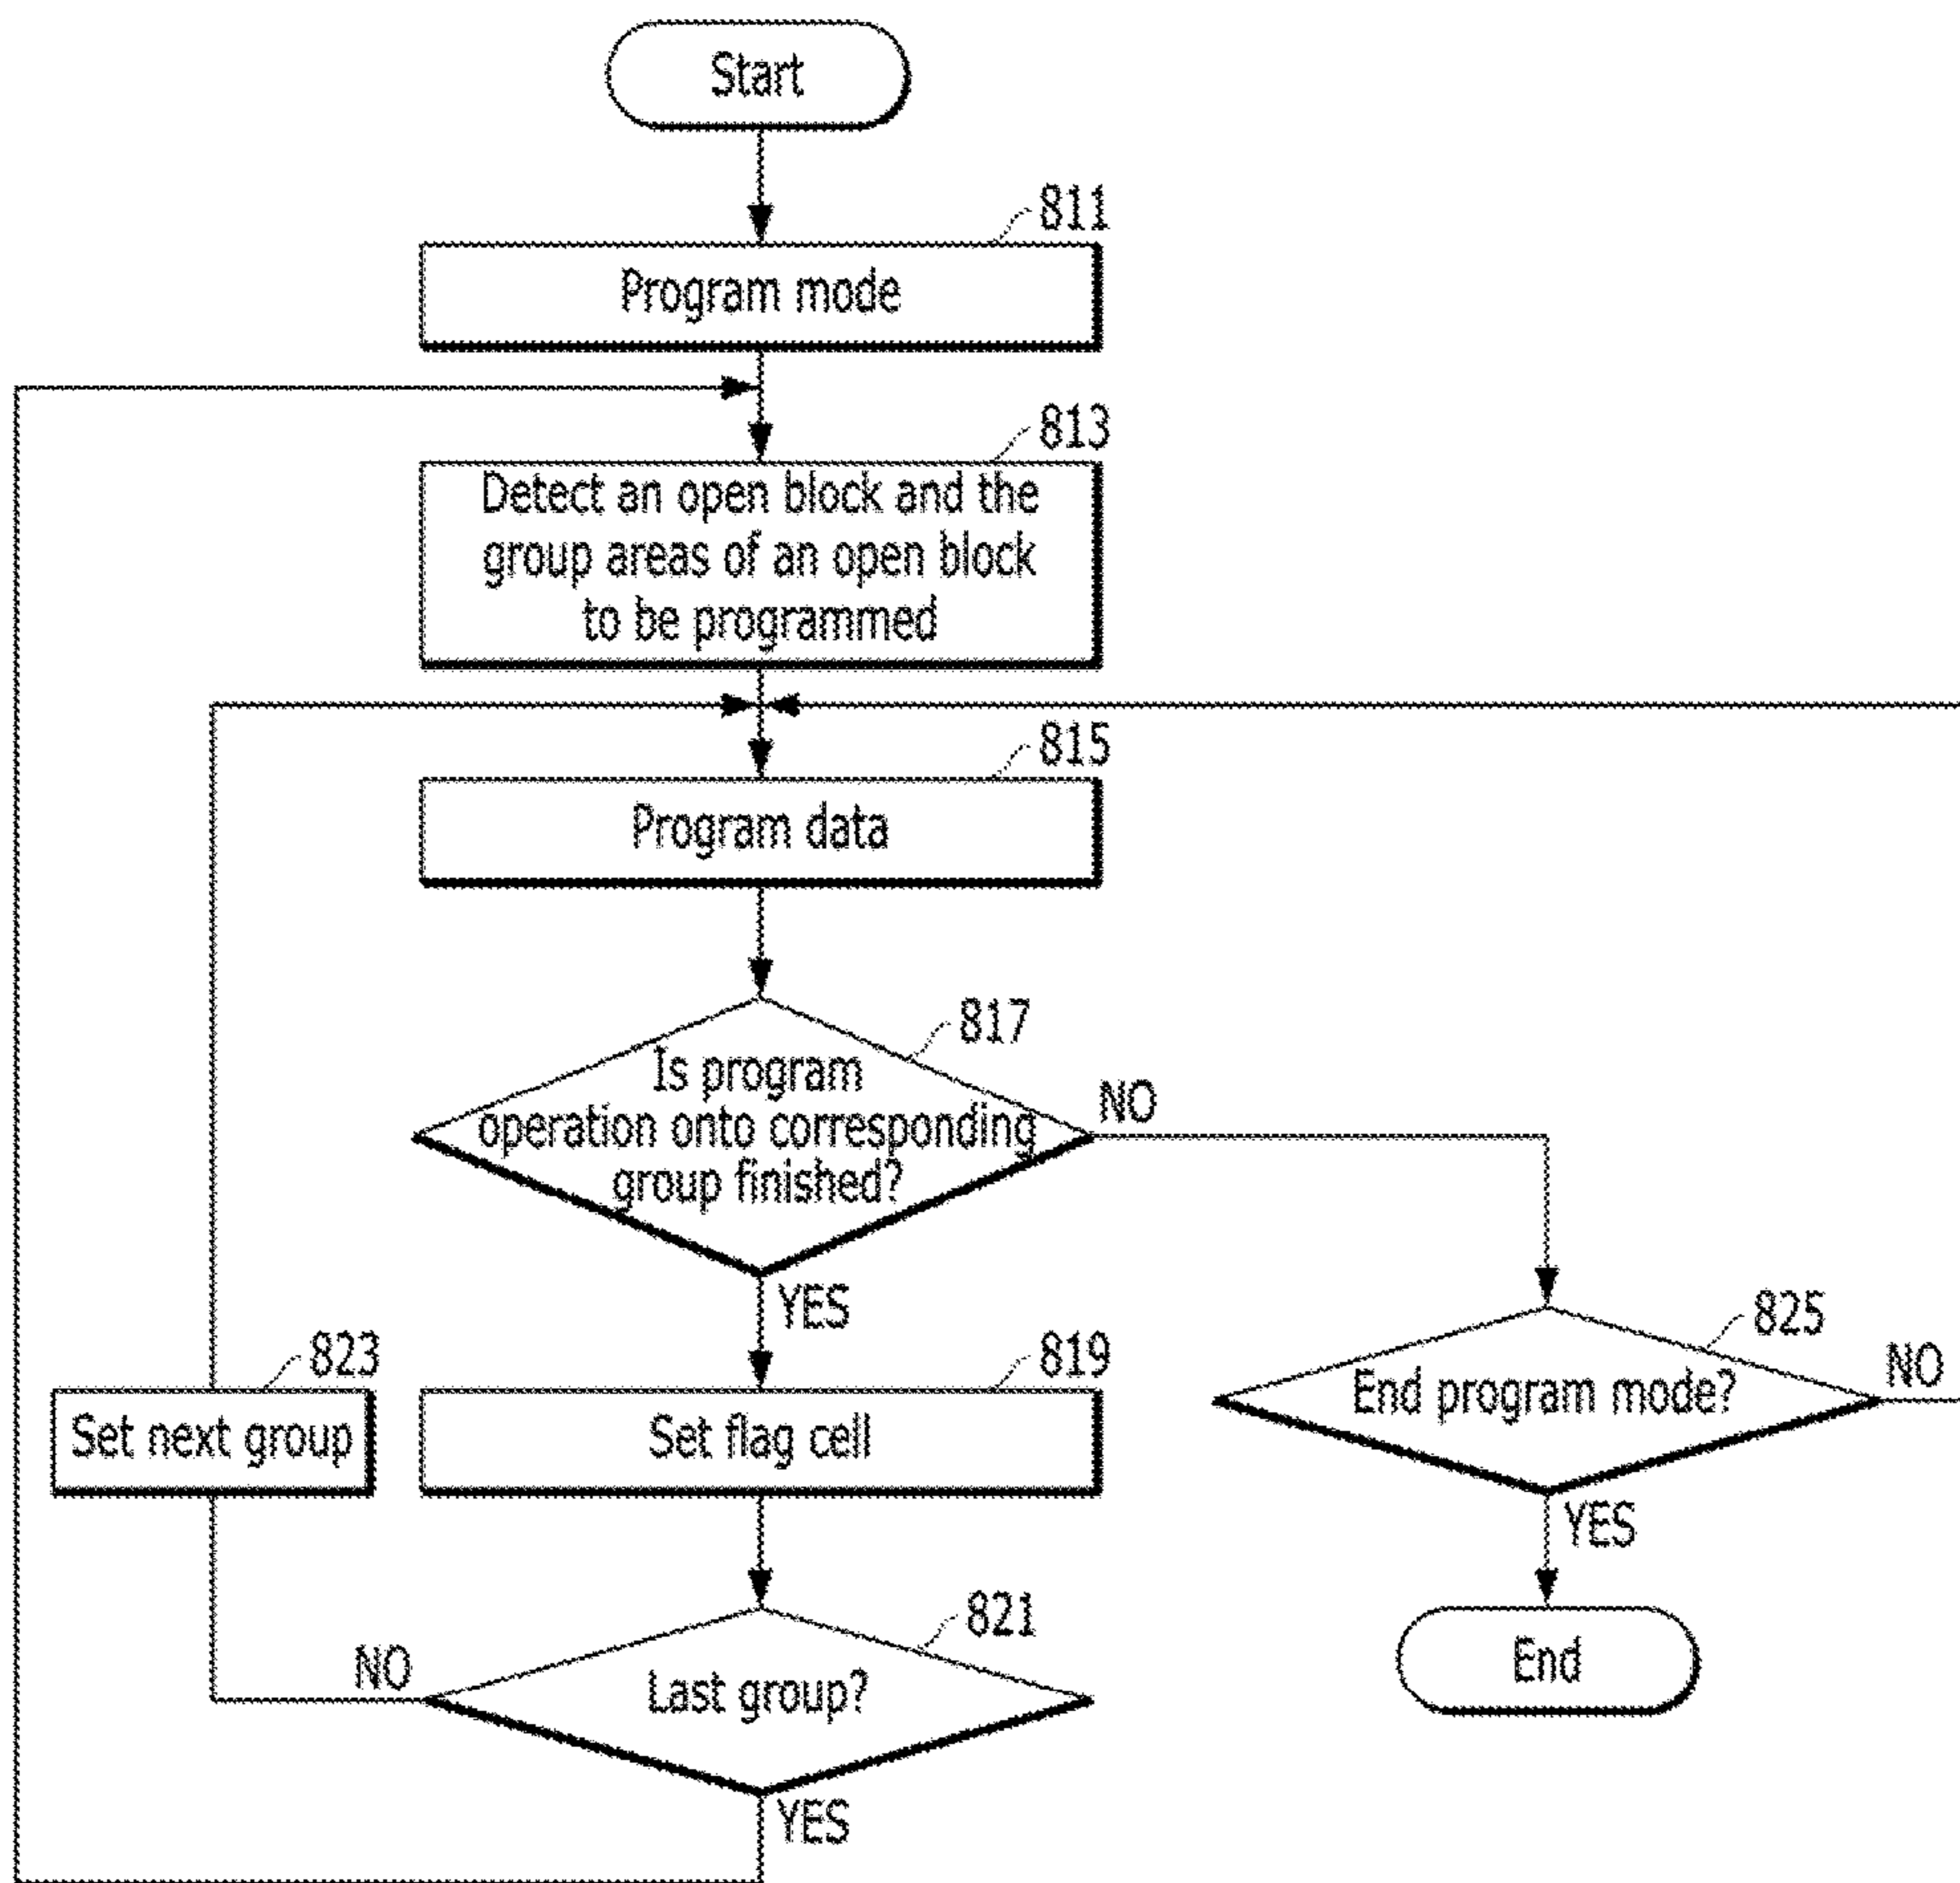 Start
811
Program mode
813
Detect an open block and the
group areas of an open block
to be programmed
815
Program data
817
Is program
operation onto corresponding
group finished?
NO
YES
823
Set next group
819
Set flag cell
825
End program mode?
NO
YES
821
Last group?
NO
YES
End